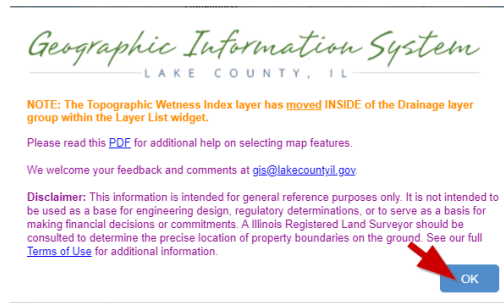 Geographic Information System
LAKE COUNTY, IL
NOTE: The Topographic Wetness Index layer has moved INSIDE of the Drainage layer
group within the Layer List widget.
Please read this PDF for additional help on selecting map features.
We welcome your feedback and comments at gis@lakecountyil.gov.
Disclaimer: This information is intended for general reference purposes only. It is not intended to
be used as a base for engineering design, regulatory determinations, or to serve as a basis for
making financial decisions or commitments. A Illinois Registered Land Surveyor should be
consulted to determine the precise location of property boundaries on the ground. See our full
Terms of Use for additional information.
OK